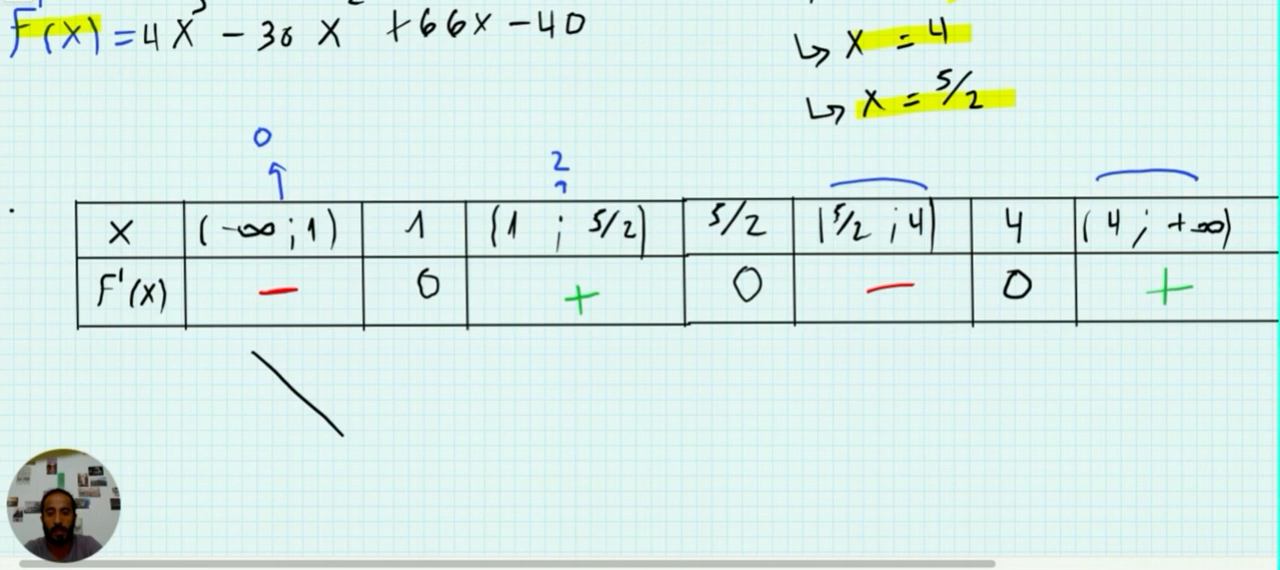 F'(x) = 4x³ - 30x² + 66x - 40
↳ x = 4
↳ x = 5/2
0
2
x (-∞; 1) 1 (1 ; 5/2) 5/2 (5/2 ; 4) 4 (4 ; +∞)
F'(x) - 0 + 0 - 0 +